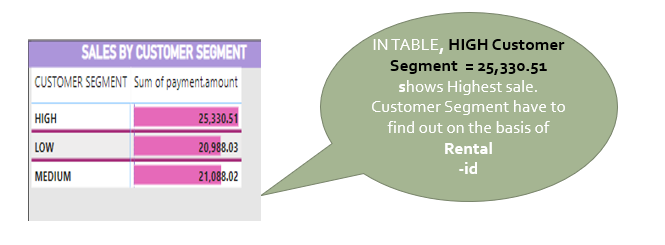 SALES BY CUSTOMER SEGMENT
CUSTOMER SEGMENT Sum of payment.amount
HIGH 25,330.51
LOW 20,988.03
MEDIUM 21,088.02
IN TABLE, HIGH Customer
Segment = 25,330.51
shows Highest sale.
Customer Segment have to
find out on the basis of
Rental
-id